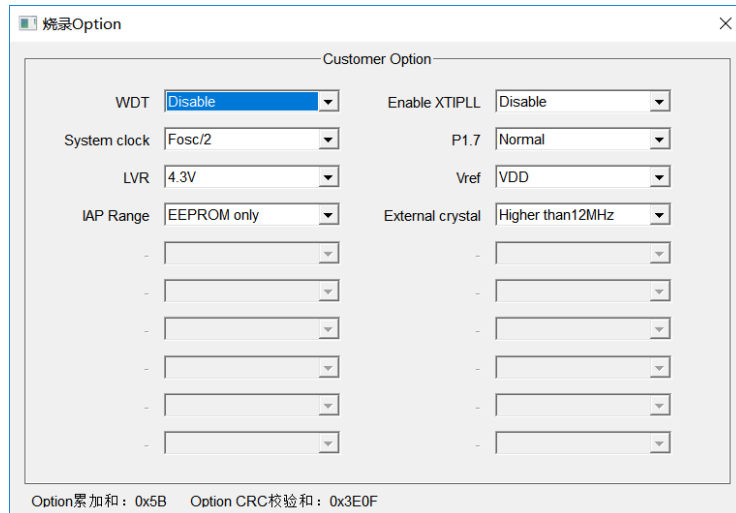 烧录Option
Customer Option
WDT Disable Enable XTIPLL Disable
System clock Fosc/2 P1.7 Normal
LVR 4.3V Vref VDD
IAP Range EEPROM only External crystal Higher than12MHz
- -
- -
- -
- -
- -
- -
Option累加和：0x5B Option CRC校验和：0x3E0F